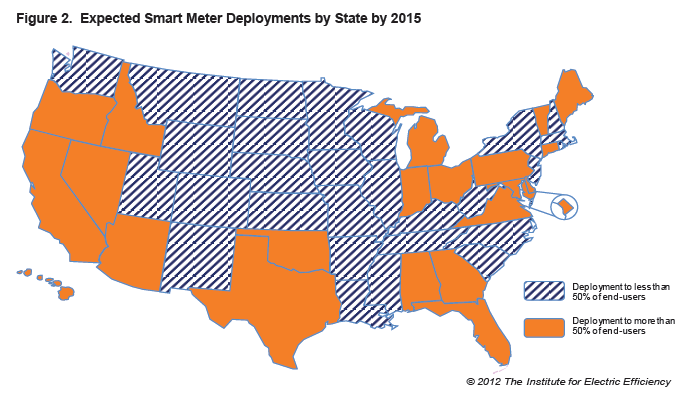 Figure 2. Expected Smart Meter Deployments by State by 2015
Deployment to less than
50% of end-users
Deployment to more than
50% of end-users
© 2012 The Institute for Electric Efficiency